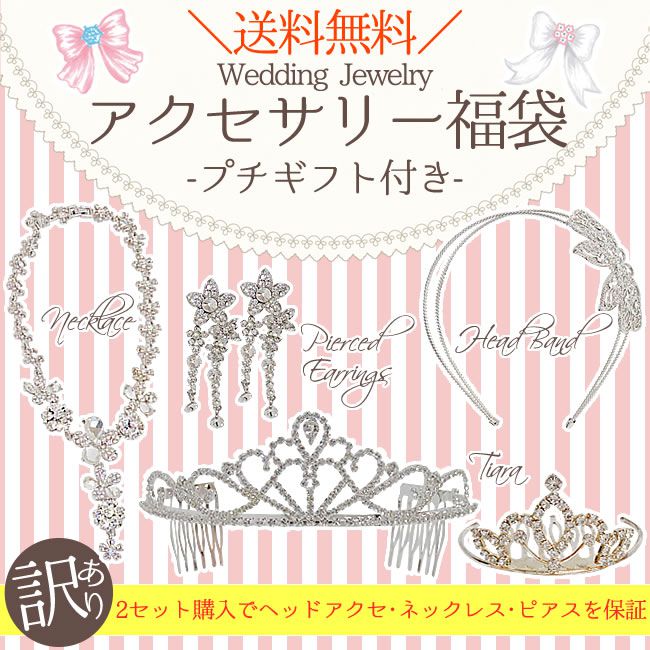 ＼送料無料／
Wedding Jewelry
アクセサリー福袋
-プチギフト付き-
Necklace
Pierced
Earrings
Head Band
Tiara
訳あり
2セット購入でヘッドアクセ・ネックレス・ピアスを保証